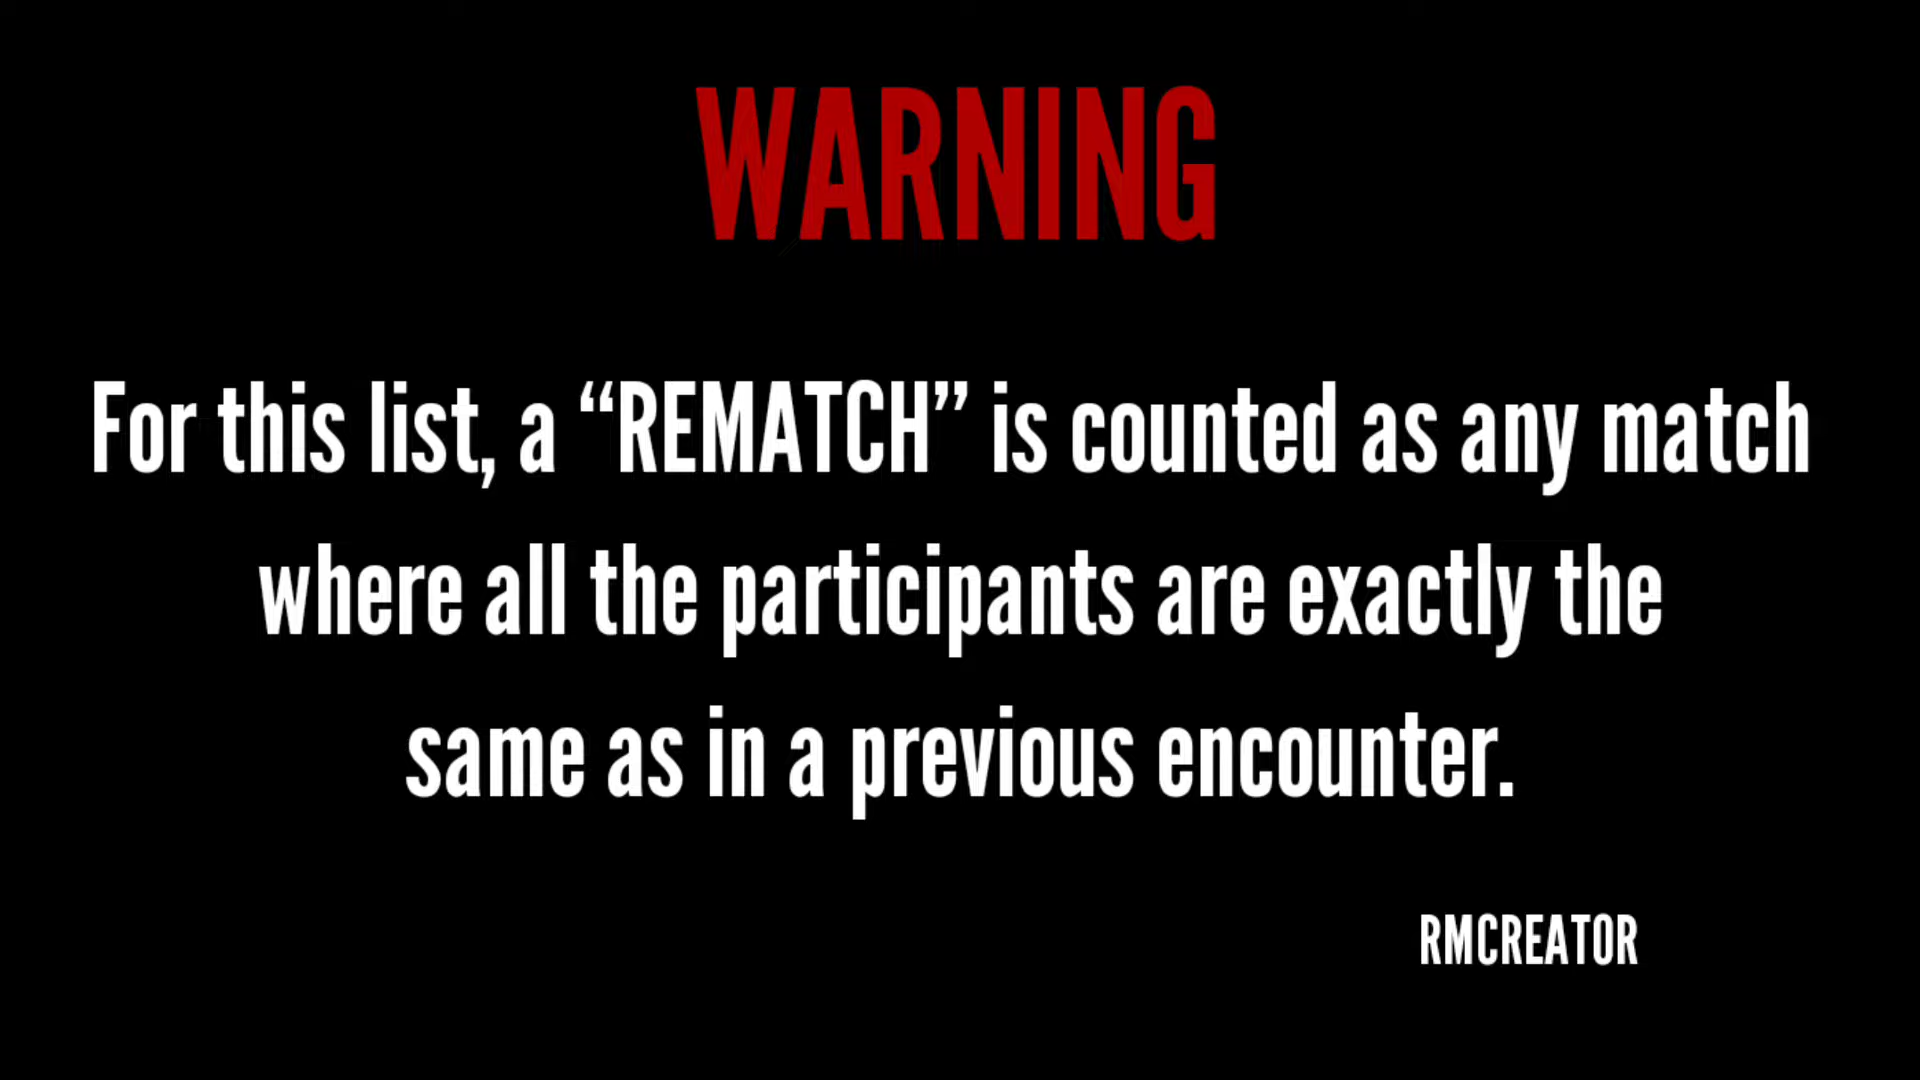 WARNING
For this list, a “REMATCH” is counted as any match
where all the participants are exactly the
same as in a previous encounter.
RMCREATOR